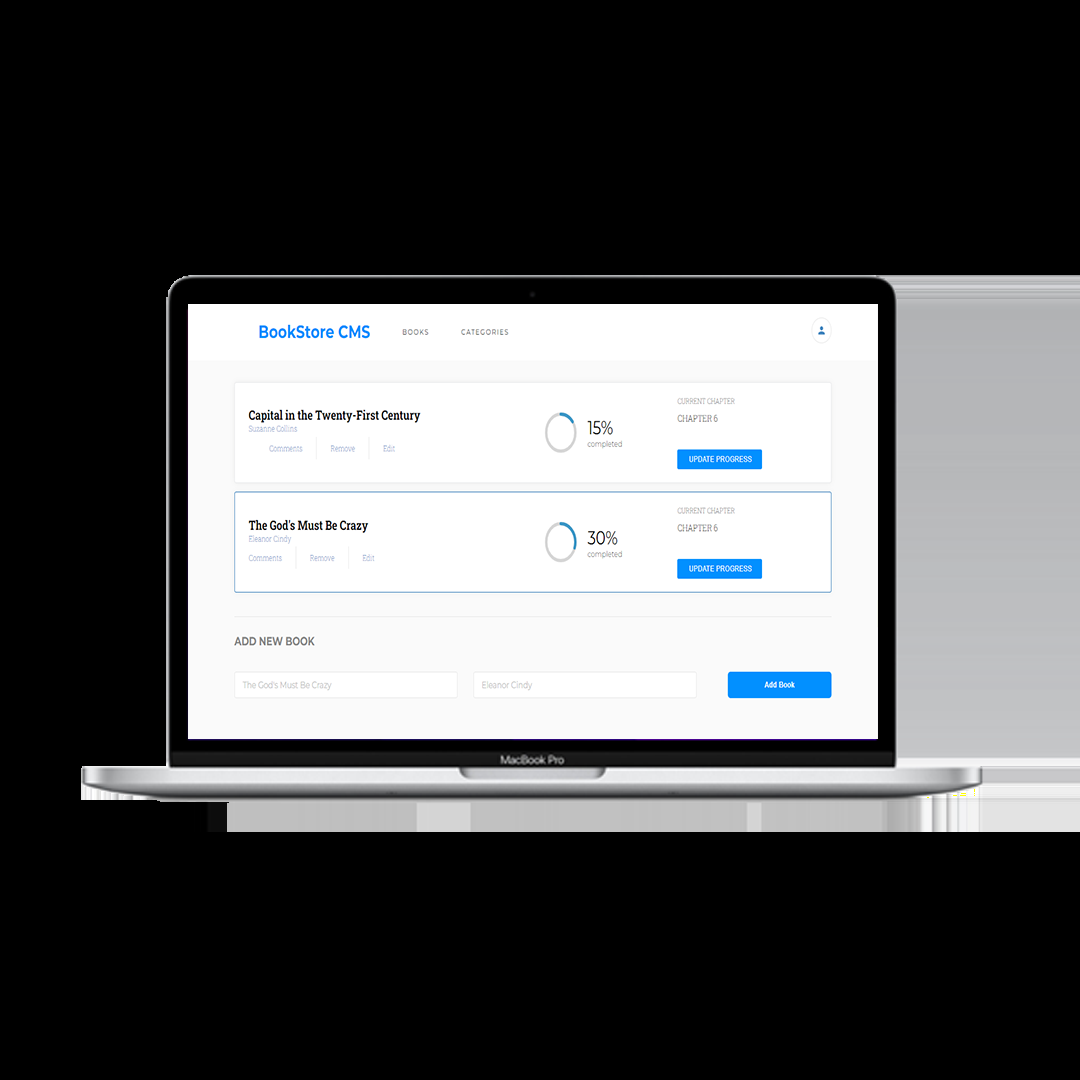 BookStore CMS BOOKS CATEGORIES
Capital in the Twenty-First Century
Suzanne Collins
Comments Remove Edit
15%
completed
CURRENT CHAPTER
CHAPTER 6
UPDATE PROGRESS
The God's Must Be Crazy
Eleanor Cindy
Comments Remove Edit
30%
completed
CURRENT CHAPTER
CHAPTER 6
UPDATE PROGRESS
ADD NEW BOOK
The God's Must Be Crazy Eleanor Cindy Add Book
MacBook Pro